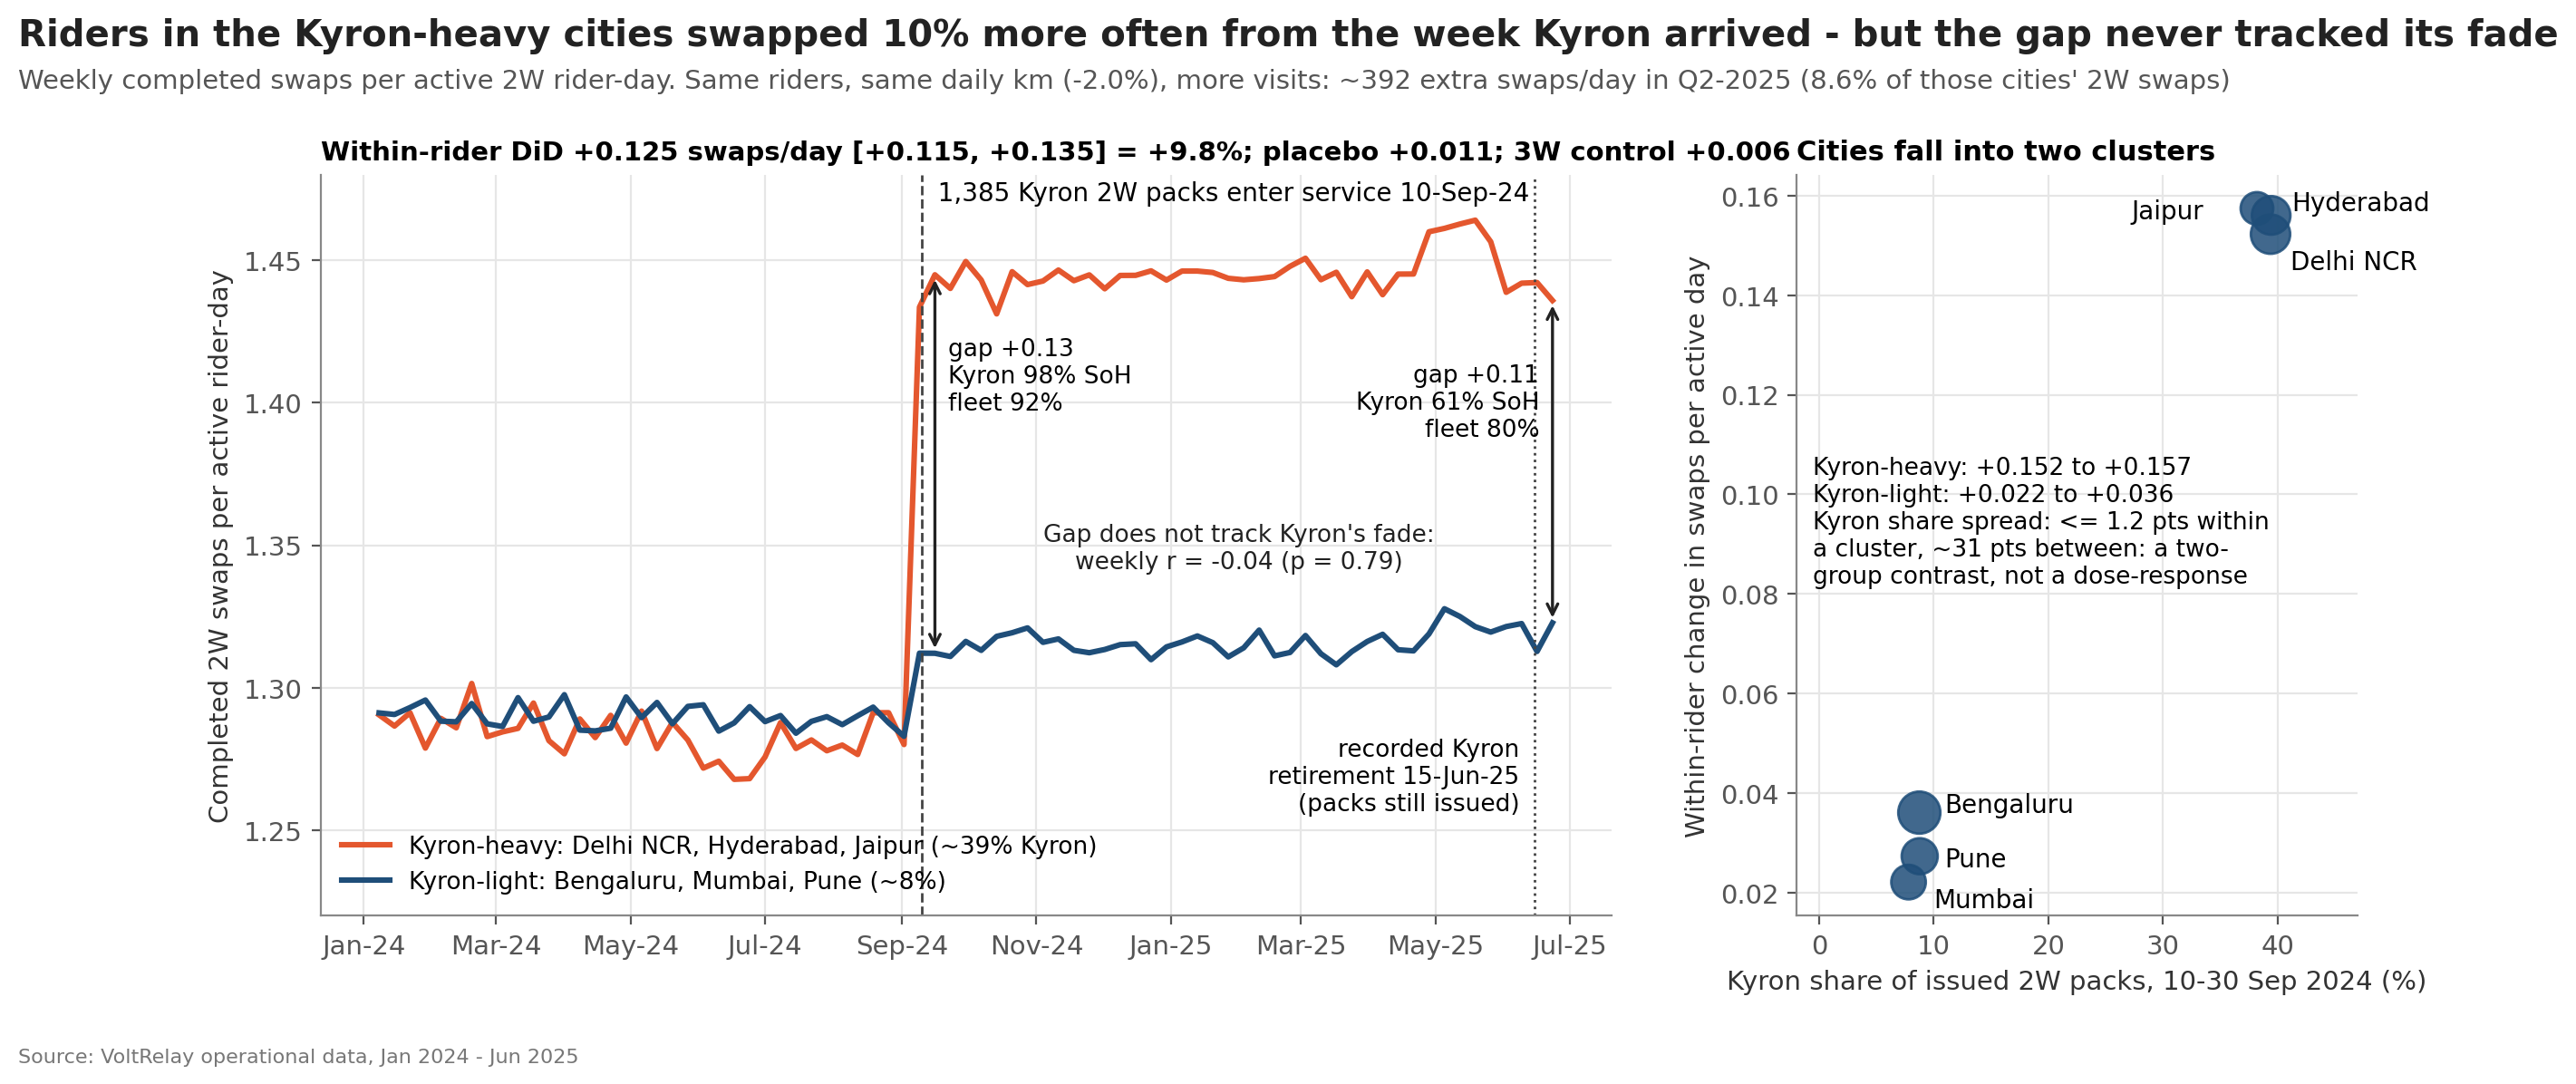 Riders in the Kyron-heavy cities swapped 10% more often from the week Kyron arrived - but the gap never tracked its fade
Weekly completed swaps per active 2W rider-day. Same riders, same daily km (-2.0%), more visits: ~392 extra swaps/day in Q2-2025 (8.6% of those cities' 2W swaps)
Within-rider DiD +0.125 swaps/day [+0.115, +0.135] = +9.8%; placebo +0.011; 3W control +0.006
Completed 2W swaps per active rider-day
1.45
1.40
1.35
1.30
1.25
1,385 Kyron 2W packs enter service 10-Sep-24
gap +0.13
Kyron 98% SoH
fleet 92%
gap +0.11
Kyron 61% SoH
fleet 80%
Gap does not track Kyron's fade:
weekly r = -0.04 (p = 0.79)
recorded Kyron
retirement 15-Jun-25
(packs still issued)
Kyron-heavy: Delhi NCR, Hyderabad, Jaipur (~39% Kyron)
Kyron-light: Bengaluru, Mumbai, Pune (~8%)
Jan-24
Mar-24
May-24
Jul-24
Sep-24
Nov-24
Jan-25
Mar-25
May-25
Jul-25
Cities fall into two clusters
Within-rider change in swaps per active day
0.16
0.14
0.12
0.10
0.08
0.06
0.04
0.02
Jaipur
Hyderabad
Delhi NCR
Kyron-heavy: +0.152 to +0.157
Kyron-light: +0.022 to +0.036
Kyron share spread: <= 1.2 pts within
a cluster, ~31 pts between: a two-
group contrast, not a dose-response
Bengaluru
Pune
Mumbai
0
10
20
30
40
Kyron share of issued 2W packs, 10-30 Sep 2024 (%)
Source: VoltRelay operational data, Jan 2024 - Jun 2025